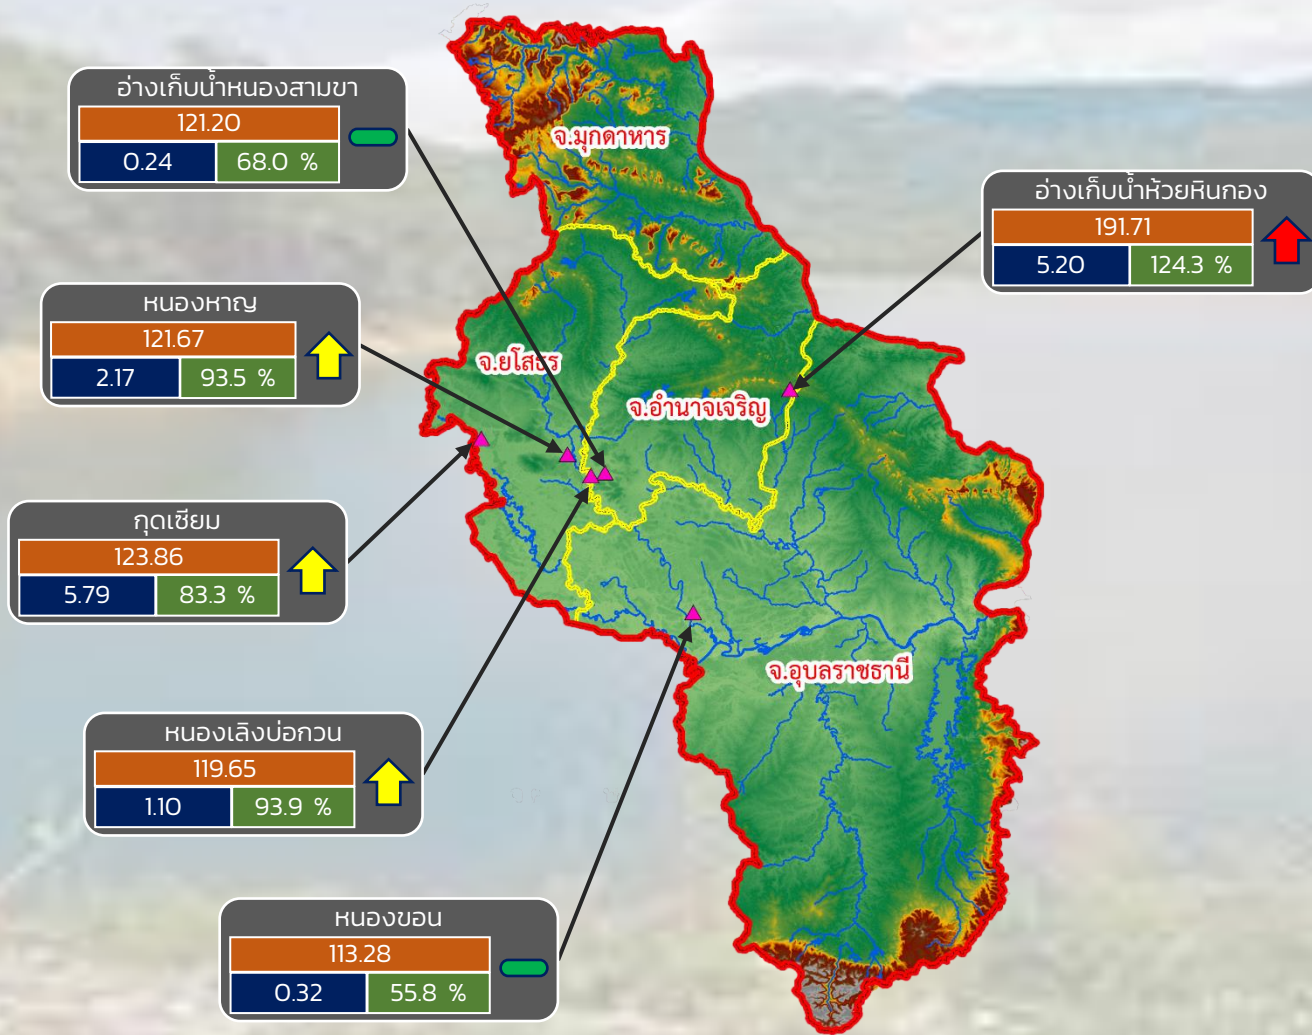 อ่างเก็บน้ำหนองสามขา
121.20
0.24 68.0 %
จ.มุกดาหาร
อ่างเก็บน้ำห้วยหินกอง
191.71
5.20 124.3 %
หนองหาญ
121.67
2.17 93.5 %
จ.ยโสธร
จ.อำนาจเจริญ
กุดเซียม
123.86
5.79 83.3 %
จ.อุบลราชธานี
หนองเลิงบ่อกวน
119.65
1.10 93.9 %
หนองขอน
113.28
0.32 55.8 %